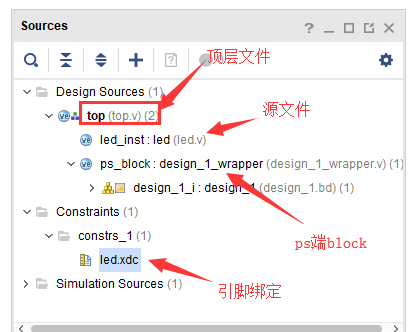 Sources
顶层文件
Design Sources (1)
top (top.v) (2)
源文件
led_inst : led (led.v)
ps_block : design_1_wrapper (design_1_wrapper.v) (1)
design_1_i : design_1 (design_1.bd) (1)
Constraints (1)
ps端block
constrs_1 (1)
led.xdc
引脚绑定
Simulation Sources (1)